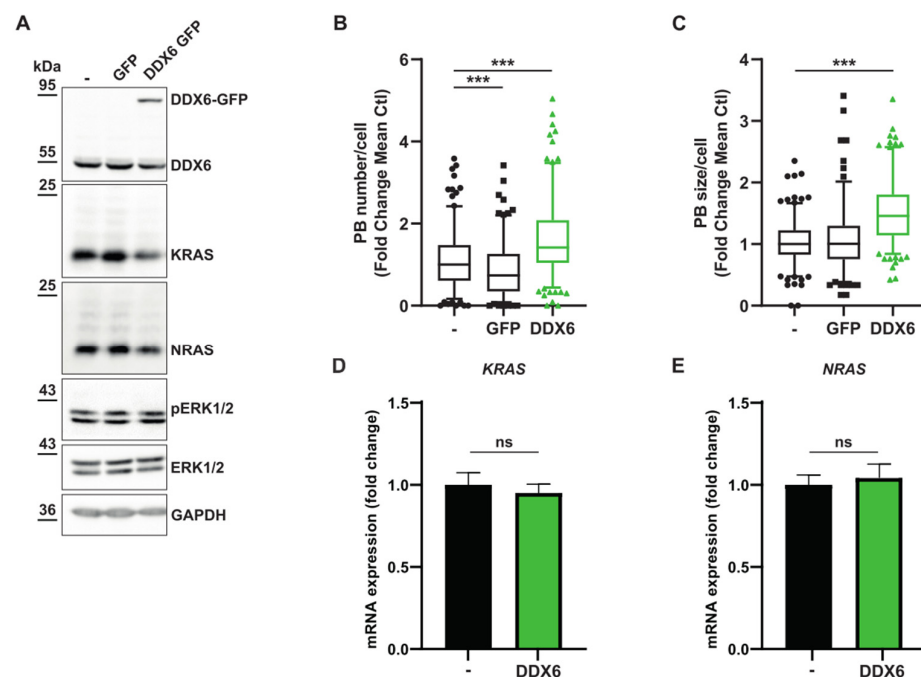 A
kDa
-
GFP
DDX6 GFP
95
DDX6-GFP
55
DDX6
25
KRAS
25
NRAS
43
pERK1/2
43
ERK1/2
36
GAPDH
B
PB number/cell
(Fold Change Mean Ctl)
6
4
2
0
***
***
-
GFP
DDX6
C
PB size/cell
(Fold Change Mean Ctl)
4
3
2
1
0
***
-
GFP
DDX6
D
KRAS
mRNA expression (fold change)
1.5
1.0
0.5
0.0
ns
-
DDX6
E
NRAS
mRNA expression (fold change)
1.5
1.0
0.5
0.0
ns
-
DDX6